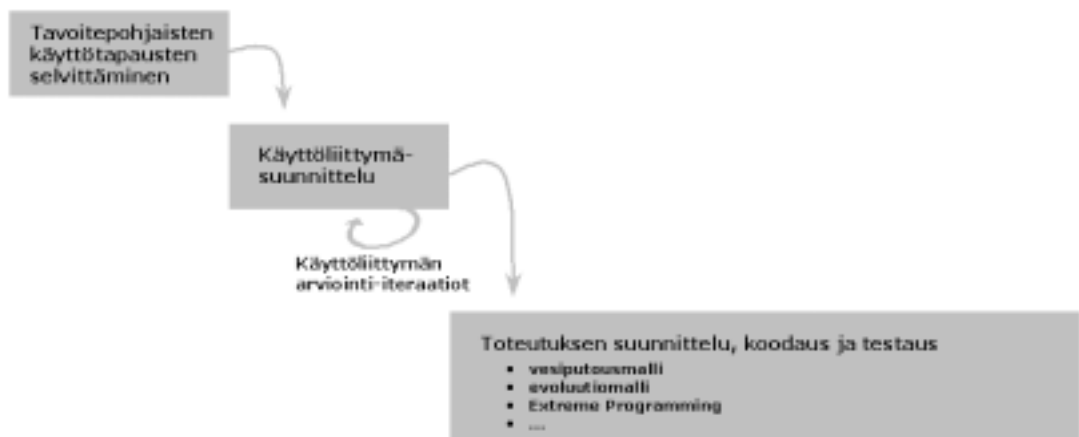 Tavoitepohjaisten
käyttötapausten
selvittäminen
Käyttöliittymä-
suunnittelu
Käyttöliittymän
arviointi-iteraatiot
Toteutuksen suunnittelu, koodaus ja testaus
▪ vesiputousmalli
▪ evoluutiomalli
▪ Extreme Programming
▪ ...